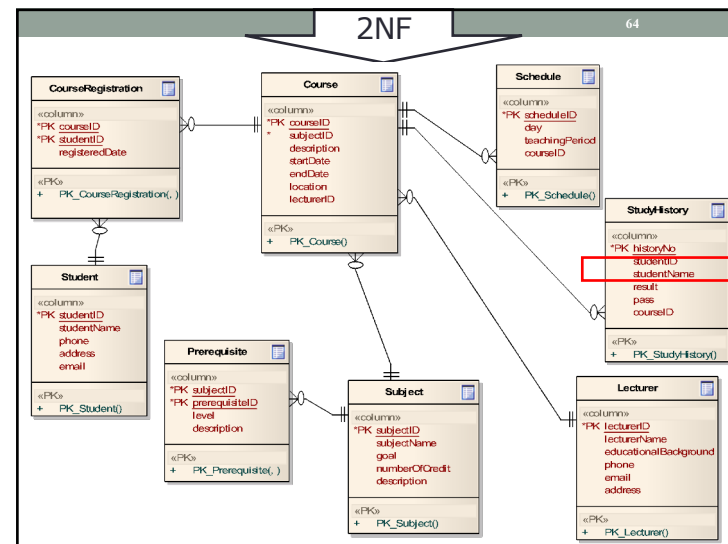 2NF
64
CourseRegistration
«column»
*PK courseID
*PK studentID
registeredDate
«PK»
+ PK_CourseRegistration(, )
Course
«column»
*PK courseID
* subjectID
description
startDate
endDate
location
lecturerID
«PK»
+ PK_Course()
Schedule
«column»
*PK scheduleID
day
teachingPeriod
courseID
«PK»
+ PK_Schedule()
StudyHistory
«column»
*PK historyNo
studentID
studentName
result
pass
courseID
«PK»
+ PK_StudyHistory()
Student
«column»
*PK studentID
studentName
phone
address
email
«PK»
+ PK_Student()
Prerequisite
«column»
*PK subjectID
*PK prerequisiteID
level
description
«PK»
+ PK_Prerequisite(, )
Subject
«column»
*PK subjectID
subjectName
goal
numberOfCredit
description
«PK»
+ PK_Subject()
Lecturer
«column»
*PK lecturerID
lecturerName
educationalBackground
phone
email
address
«PK»
+ PK_Lecturer()